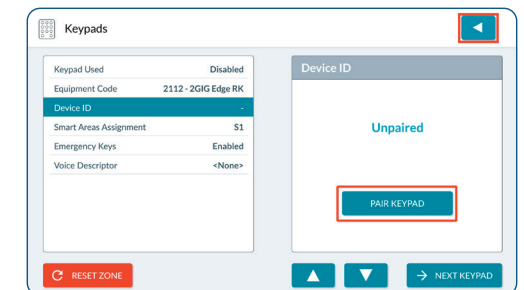 Keypads
Keypad Used Disabled
Equipment Code 2112 - 2GIG Edge RK
Device ID -
Smart Areas Assignment S1
Emergency Keys Enabled
Voice Descriptor <None>
Device ID
Unpaired
PAIR KEYPAD
RESET ZONE
NEXT KEYPAD